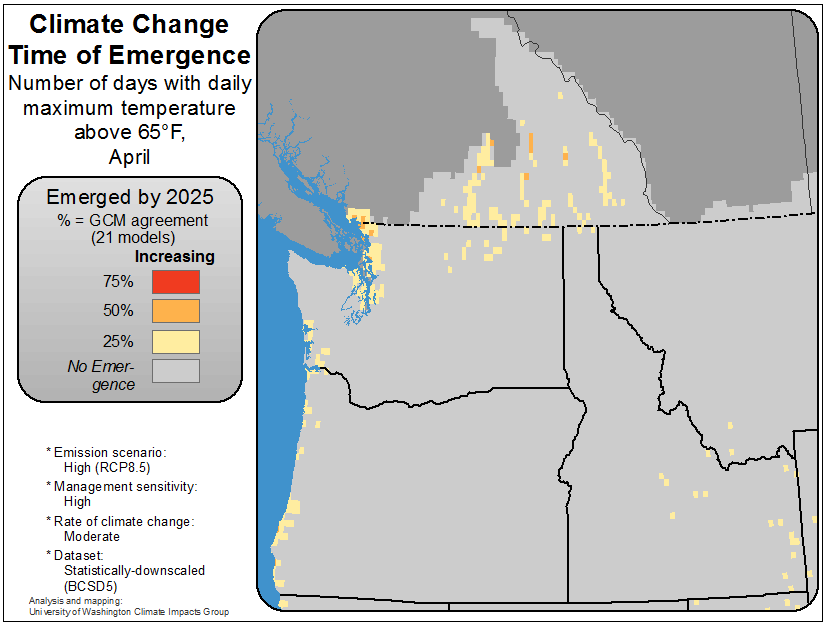 Climate Change
Time of Emergence
Number of days with daily
maximum temperature
above 65°F,
April
Emerged by 2025
% = GCM agreement
(21 models)
Increasing
75%
50%
25%
No Emer-
gence
* Emission scenario:
High (RCP8.5)
* Management sensitivity:
High
* Rate of climate change:
Moderate
* Dataset:
Statistically-downscaled
(BCSD5)
Analysis and mapping:
University of Washington Climate Impacts Group